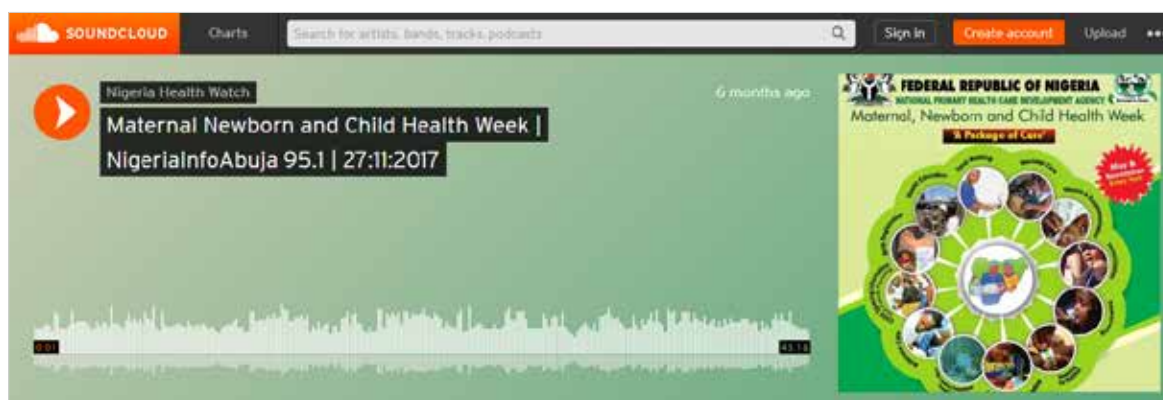 SOUNDCLOUD
Charts
Search for artists, bands, tracks, podcasts
Sign in
Create account
Upload
Nigeria Health Watch
6 months ago
Maternal Newborn and Child Health Week |
NigeriaInfoAbuja 95.1 | 27:11:2017
0:01
45:16
FEDERAL REPUBLIC OF NIGERIA
NATIONAL PRIMARY HEALTH CARE DEVELOPMENT AGENCY
Maternal, Newborn and Child Health Week
'A Package of Care'
May &
November